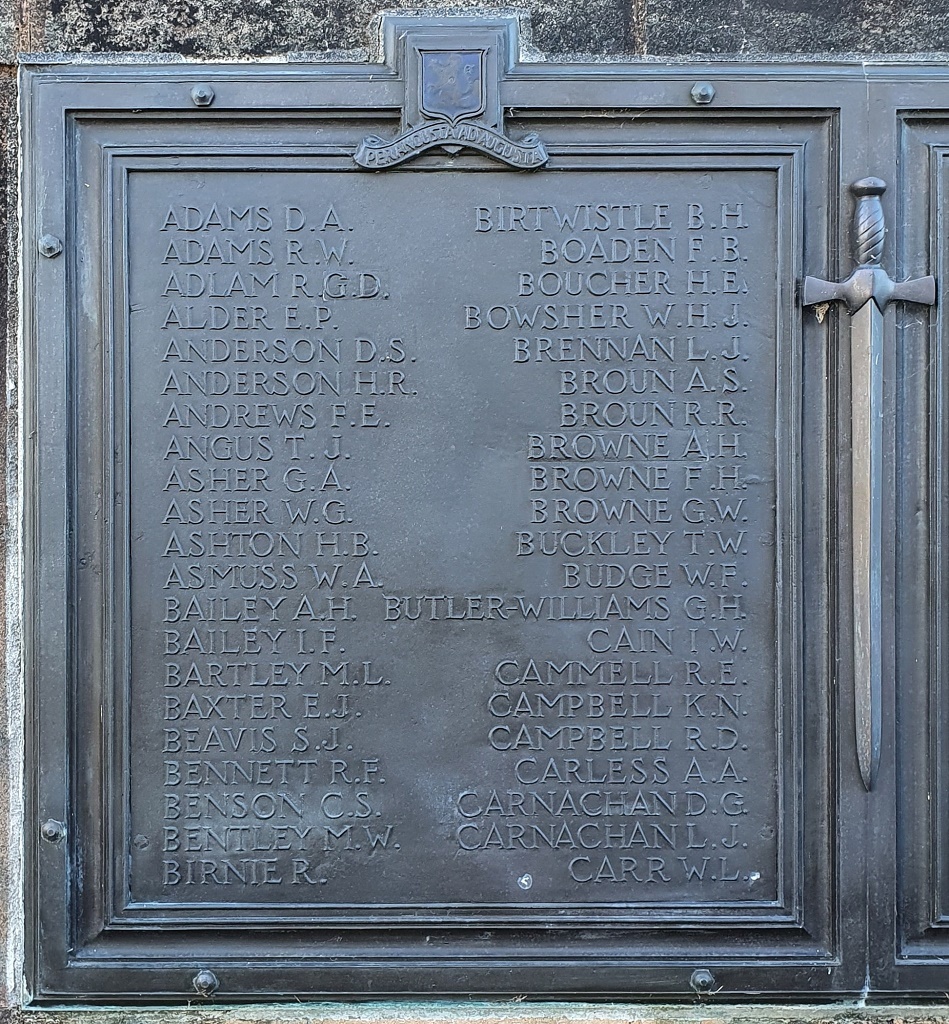 PER ANGUSTA AD AUGUSTA
ADAMS D.A.
ADAMS R.W.
ADLAM R.G.D.
ALDER E.P.
ANDERSON D.S.
ANDERSON H.R.
ANDREWS F.E.
ANGUS T.J.
ASHER G.A.
ASHER W.G.
ASHTON H.B.
ASMUSS W.A.
BAILEY A.H.
BAILEY I.F.
BARTLEY M.L.
BAXTER E.J.
BEAVIS S.J.
BENNETT R.F.
BENSON C.S.
BENTLEY M.W.
BIRNIE R.
BIRTWISTLE B.H.
BOADEN F.B.
BOUCHER H.E.
BOWSHER W.H.J.
BRENNAN L.J.
BROUN A.S.
BROUN R.R.
BROWNE A.H.
BROWNE F.H.
BROWNE G.W.
BUCKLEY T.W.
BUDGE W.F.
BUTLER-WILLIAMS G.H.
CAIN I.W.
CAMMELL R.E.
CAMPBELL K.N.
CAMPBELL R.D.
CARLESS A.A.
CARNACHAN D.G.
CARNACHAN L.J.
CARR W.L.